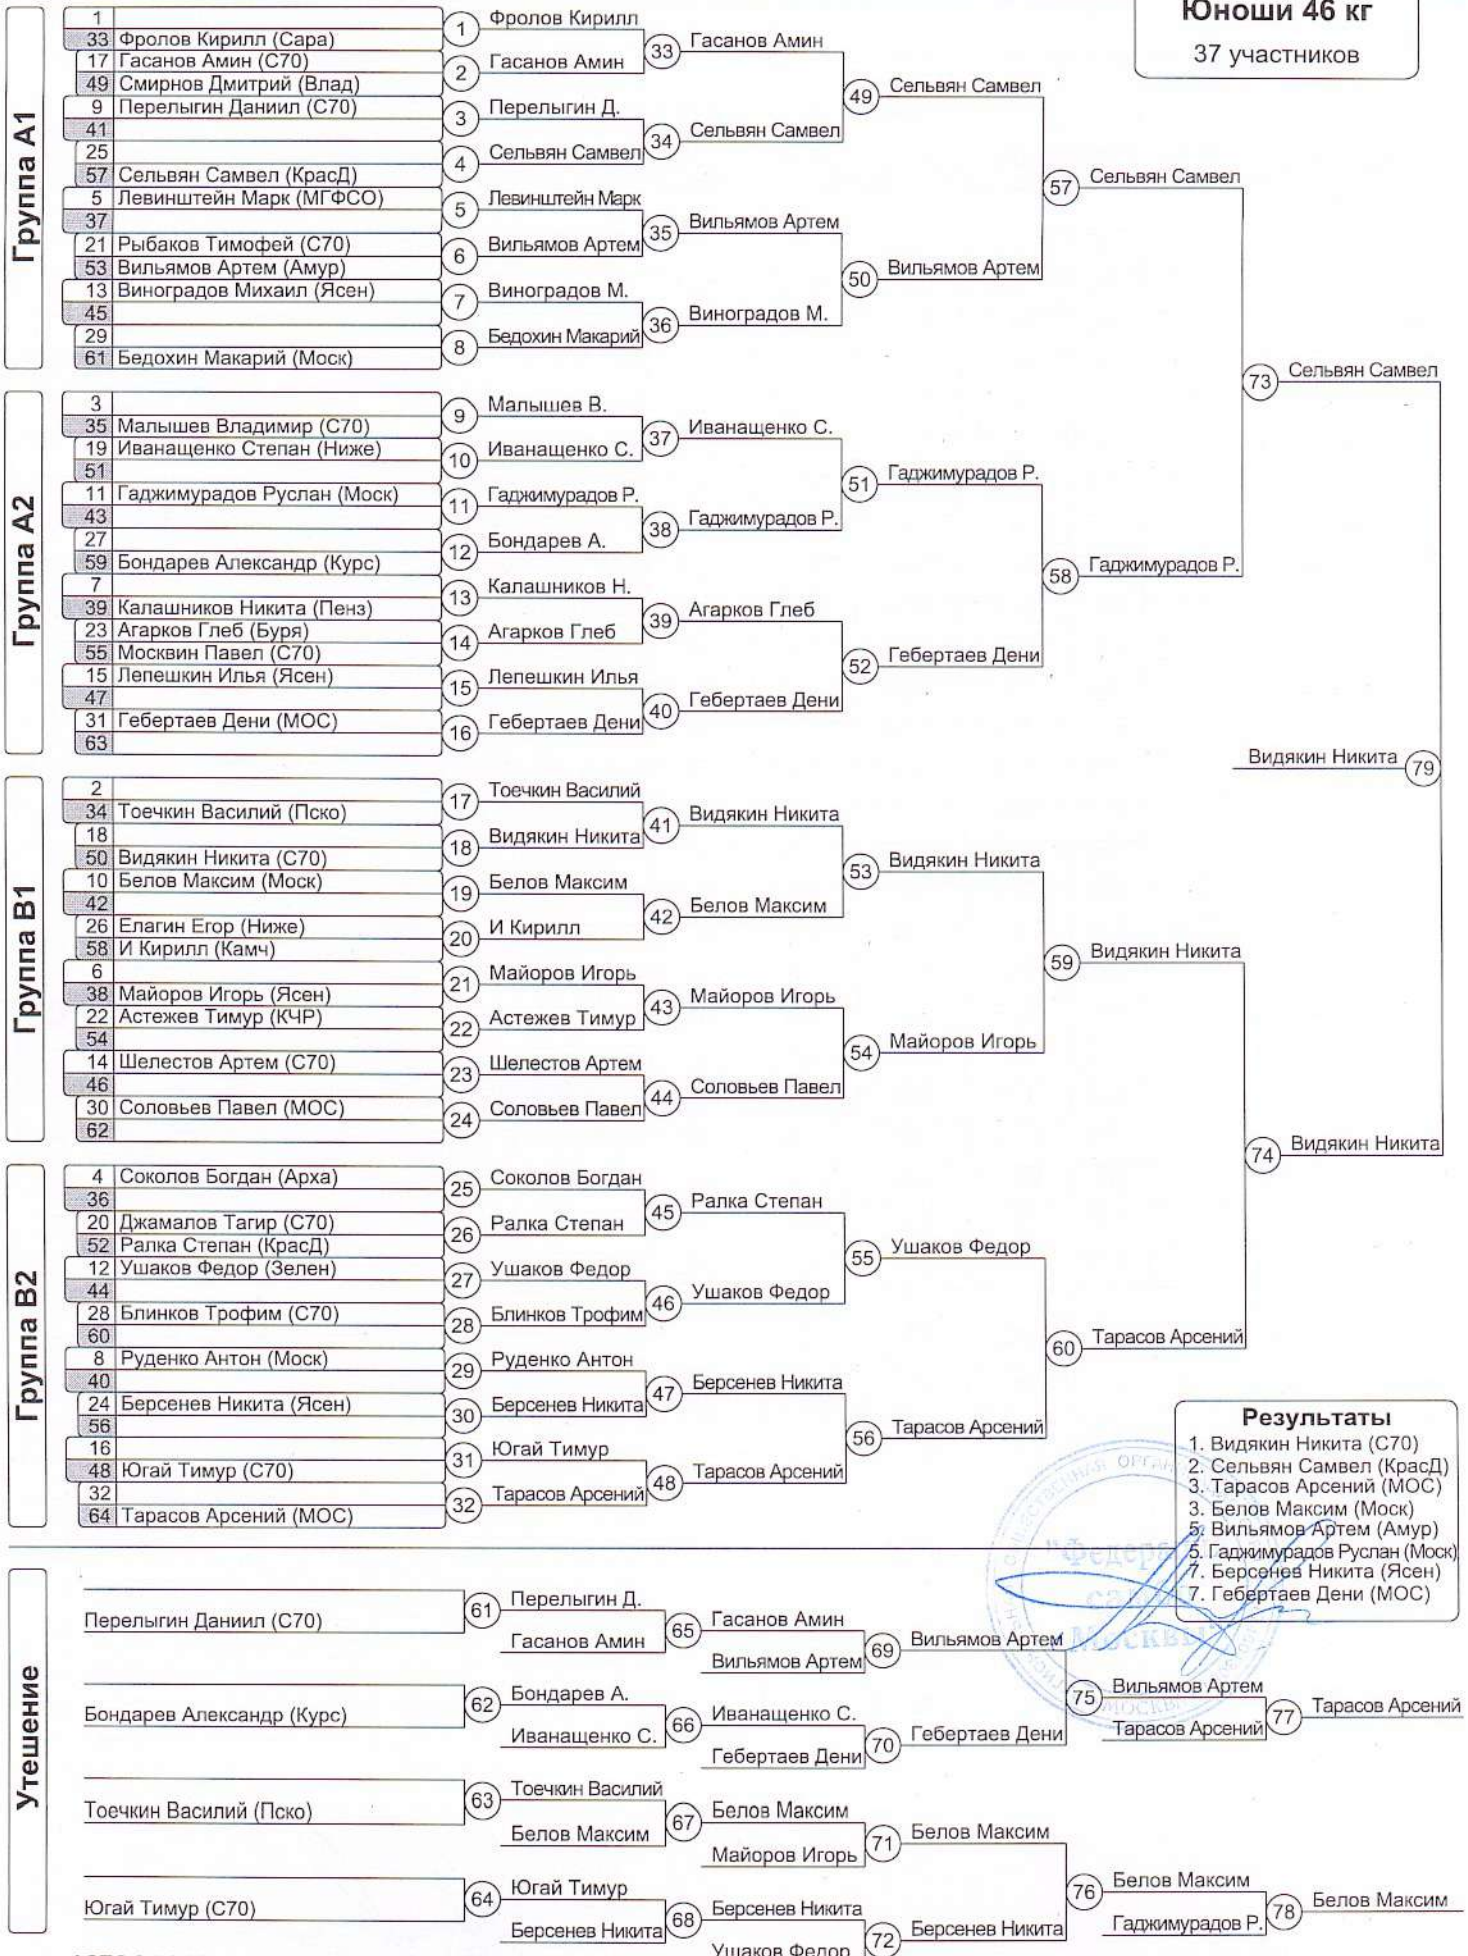 Юноши 46 кг
37 участников
Группа A1
1
33 Фролов Кирилл (Сара)
17 Гасанов Амин (С70)
49 Смирнов Дмитрий (Влад)
9 Перелыгин Даниил (С70)
41
25
57 Сельвян Самвел (КрасД)
5 Левинштейн Марк (МГФСО)
37
21 Рыбаков Тимофей (С70)
53 Вильямов Артем (Амур)
13 Виноградов Михаил (Ясен)
45
29
61 Бедохин Макарий (Моск)
1 Фролов Кирилл
2 Гасанов Амин
3 Перелыгин Д.
4 Сельвян Самвел
5 Левинштейн Марк
6 Вильямов Артем
7 Виноградов М.
8 Бедохин Макарий
33 Гасанов Амин
34 Сельвян Самвел
35 Вильямов Артем
36 Виноградов М.
49 Сельвян Самвел
50 Вильямов Артем
57 Сельвян Самвел
Группа A2
3
35 Малышев Владимир (С70)
19 Иванащенко Степан (Ниже)
51
11 Гаджимурадов Руслан (Моск)
43
27
59 Бондарев Александр (Курс)
7
39 Калашников Никита (Пенз)
23 Агарков Глеб (Буря)
55 Москвин Павел (С70)
15 Лепешкин Илья (Ясен)
47
31 Гебертаев Дени (МОС)
63
9 Малышев В.
10 Иванащенко С.
11 Гаджимурадов Р.
12 Бондарев А.
13 Калашников Н.
14 Агарков Глеб
15 Лепешкин Илья
16 Гебертаев Дени
37 Иванащенко С.
38 Гаджимурадов Р.
39 Агарков Глеб
40 Гебертаев Дени
51 Гаджимурадов Р.
52 Гебертаев Дени
58 Гаджимурадов Р.
73 Сельвян Самвел
Видякин Никита 79
Группа B1
2
34 Тоечкин Василий (Пско)
18
50 Видякин Никита (С70)
10 Белов Максим (Моск)
42
26 Елагин Егор (Ниже)
58 И Кирилл (Камч)
6
38 Майоров Игорь (Ясен)
22 Астежев Тимур (КЧР)
54
14 Шелестов Артем (С70)
46
30 Соловьев Павел (МОС)
62
17 Тоечкин Василий
18 Видякин Никита
19 Белов Максим
20 И Кирилл
21 Майоров Игорь
22 Астежев Тимур
23 Шелестов Артем
24 Соловьев Павел
41 Видякин Никита
42 Белов Максим
43 Майоров Игорь
44 Соловьев Павел
53 Видякин Никита
54 Майоров Игорь
59 Видякин Никита
Группа B2
4 Соколов Богдан (Арха)
36
20 Джамалов Тагир (С70)
52 Ралка Степан (КрасД)
12 Ушаков Федор (Зелен)
44
28 Блинков Трофим (С70)
60
8 Руденко Антон (Моск)
40
24 Берсенев Никита (Ясен)
56
16
48 Югай Тимур (С70)
32
64 Тарасов Арсений (МОС)
25 Соколов Богдан
26 Ралка Степан
27 Ушаков Федор
28 Блинков Трофим
29 Руденко Антон
30 Берсенев Никита
31 Югай Тимур
32 Тарасов Арсений
45 Ралка Степан
46 Ушаков Федор
47 Берсенев Никита
48 Тарасов Арсений
55 Ушаков Федор
56 Тарасов Арсений
60 Тарасов Арсений
74 Видякин Никита
Результаты
1. Видякин Никита (С70)
2. Сельвян Самвел (КрасД)
3. Тарасов Арсений (МОС)
3. Белов Максим (Моск)
5. Вильямов Артем (Амур)
5. Гаджимурадов Руслан (Моск)
7. Берсенев Никита (Ясен)
7. Гебертаев Дени (МОС)
Москвы"
Утешение
Перелыгин Даниил (С70)
Бондарев Александр (Курс)
Тоечкин Василий (Пско)
Югай Тимур (С70)
61 Перелыгин Д.
Гасанов Амин
62 Бондарев А.
Иванащенко С.
63 Тоечкин Василий
Белов Максим
64 Югай Тимур
Берсенев Никита
65 Гасанов Амин
Вильямов Артем
66 Иванащенко С.
Гебертаев Дени
67 Белов Максим
Майоров Игорь
68 Берсенев Никита
Ушаков Федор
69 Вильямов Артем
70 Гебертаев Дени
71 Белов Максим
72 Берсенев Никита
75 Вильямов Артем
Тарасов Арсений
76 Белов Максим
Гаджимурадов Р.
77 Тарасов Арсений
78 Белов Максим